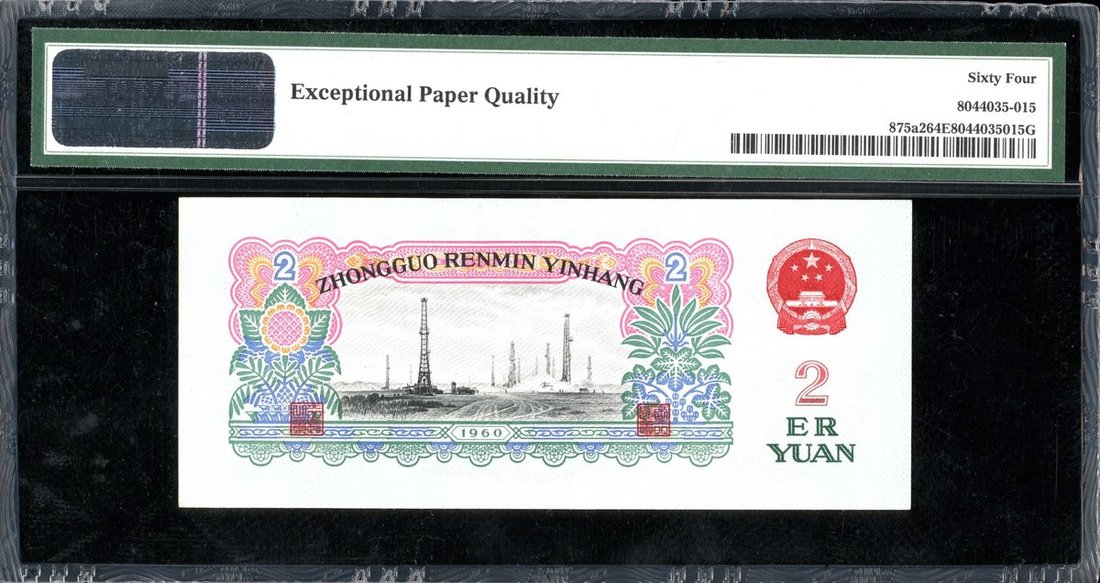 Exceptional Paper Quality
Sixty Four
8044035-015
875a264E8044035015G
ZHONGGUO RENMIN YINHANG
2
2
2
ER
YUAN
1960